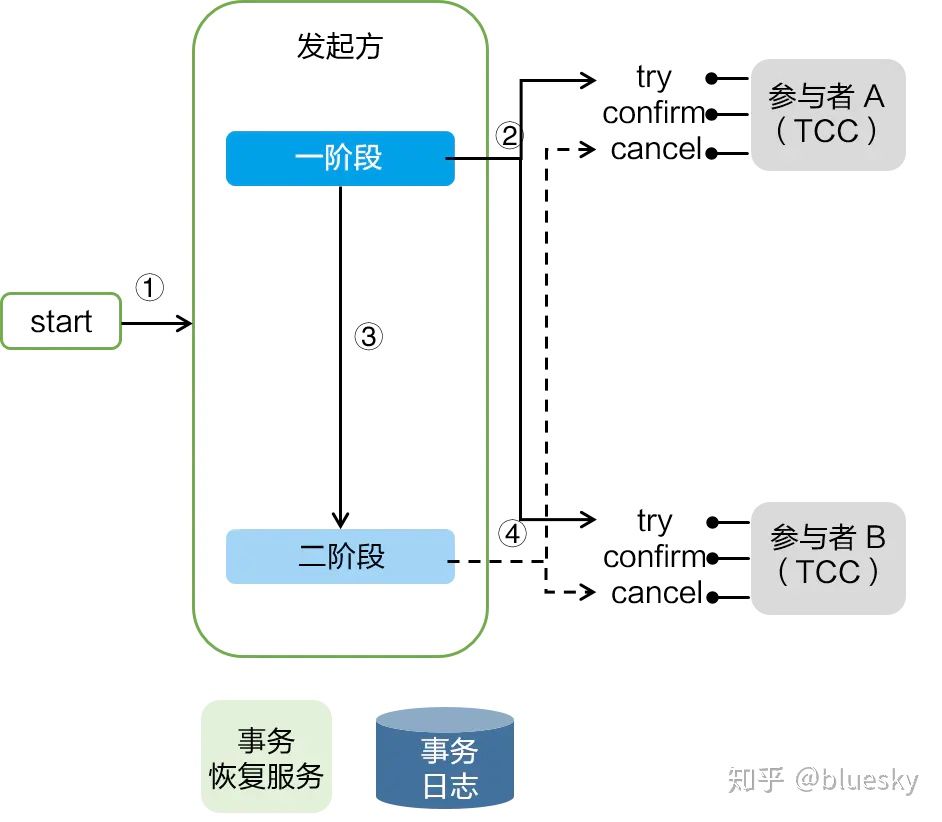 发起方
一阶段
②
try
confirm
cancel
参与者 A
（TCC）
①
start
③
④
二阶段
try
confirm
cancel
参与者 B
（TCC）
事务
恢复服务
事务
日志
知乎 @bluesky